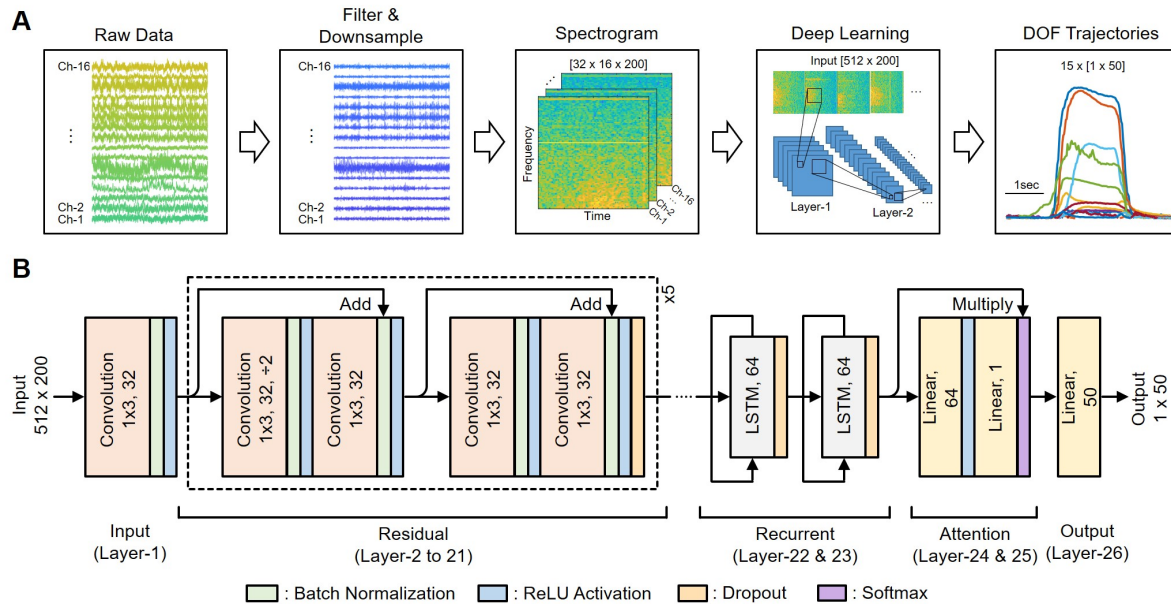 A
Raw Data
Ch-16
⋮
Ch-2
Ch-1
Filter &
Downsample
Ch-16
⋮
Ch-2
Ch-1
Spectrogram
[32 x 16 x 200]
Frequency
Time
Ch-16
...
Ch-2
Ch-1
Deep Learning
Input [512 x 200]
...
Layer-1
Layer-2
...
DOF Trajectories
15 x [1 x 50]
1sec
B
Input
512 x 200
Convolution
1x3, 32
Add
Convolution
1x3, 32, ÷2
Convolution
1x3, 32
Add
Convolution
1x3, 32
Convolution
1x3, 32
x5
LSTM, 64
LSTM, 64
Multiply
Linear,
64
Linear, 1
Linear,
50
Output
1 x 50
Input
(Layer-1)
Residual
(Layer-2 to 21)
Recurrent
(Layer-22 & 23)
Attention
(Layer-24 & 25)
Output
(Layer-26)
: Batch Normalization
: ReLU Activation
: Dropout
: Softmax